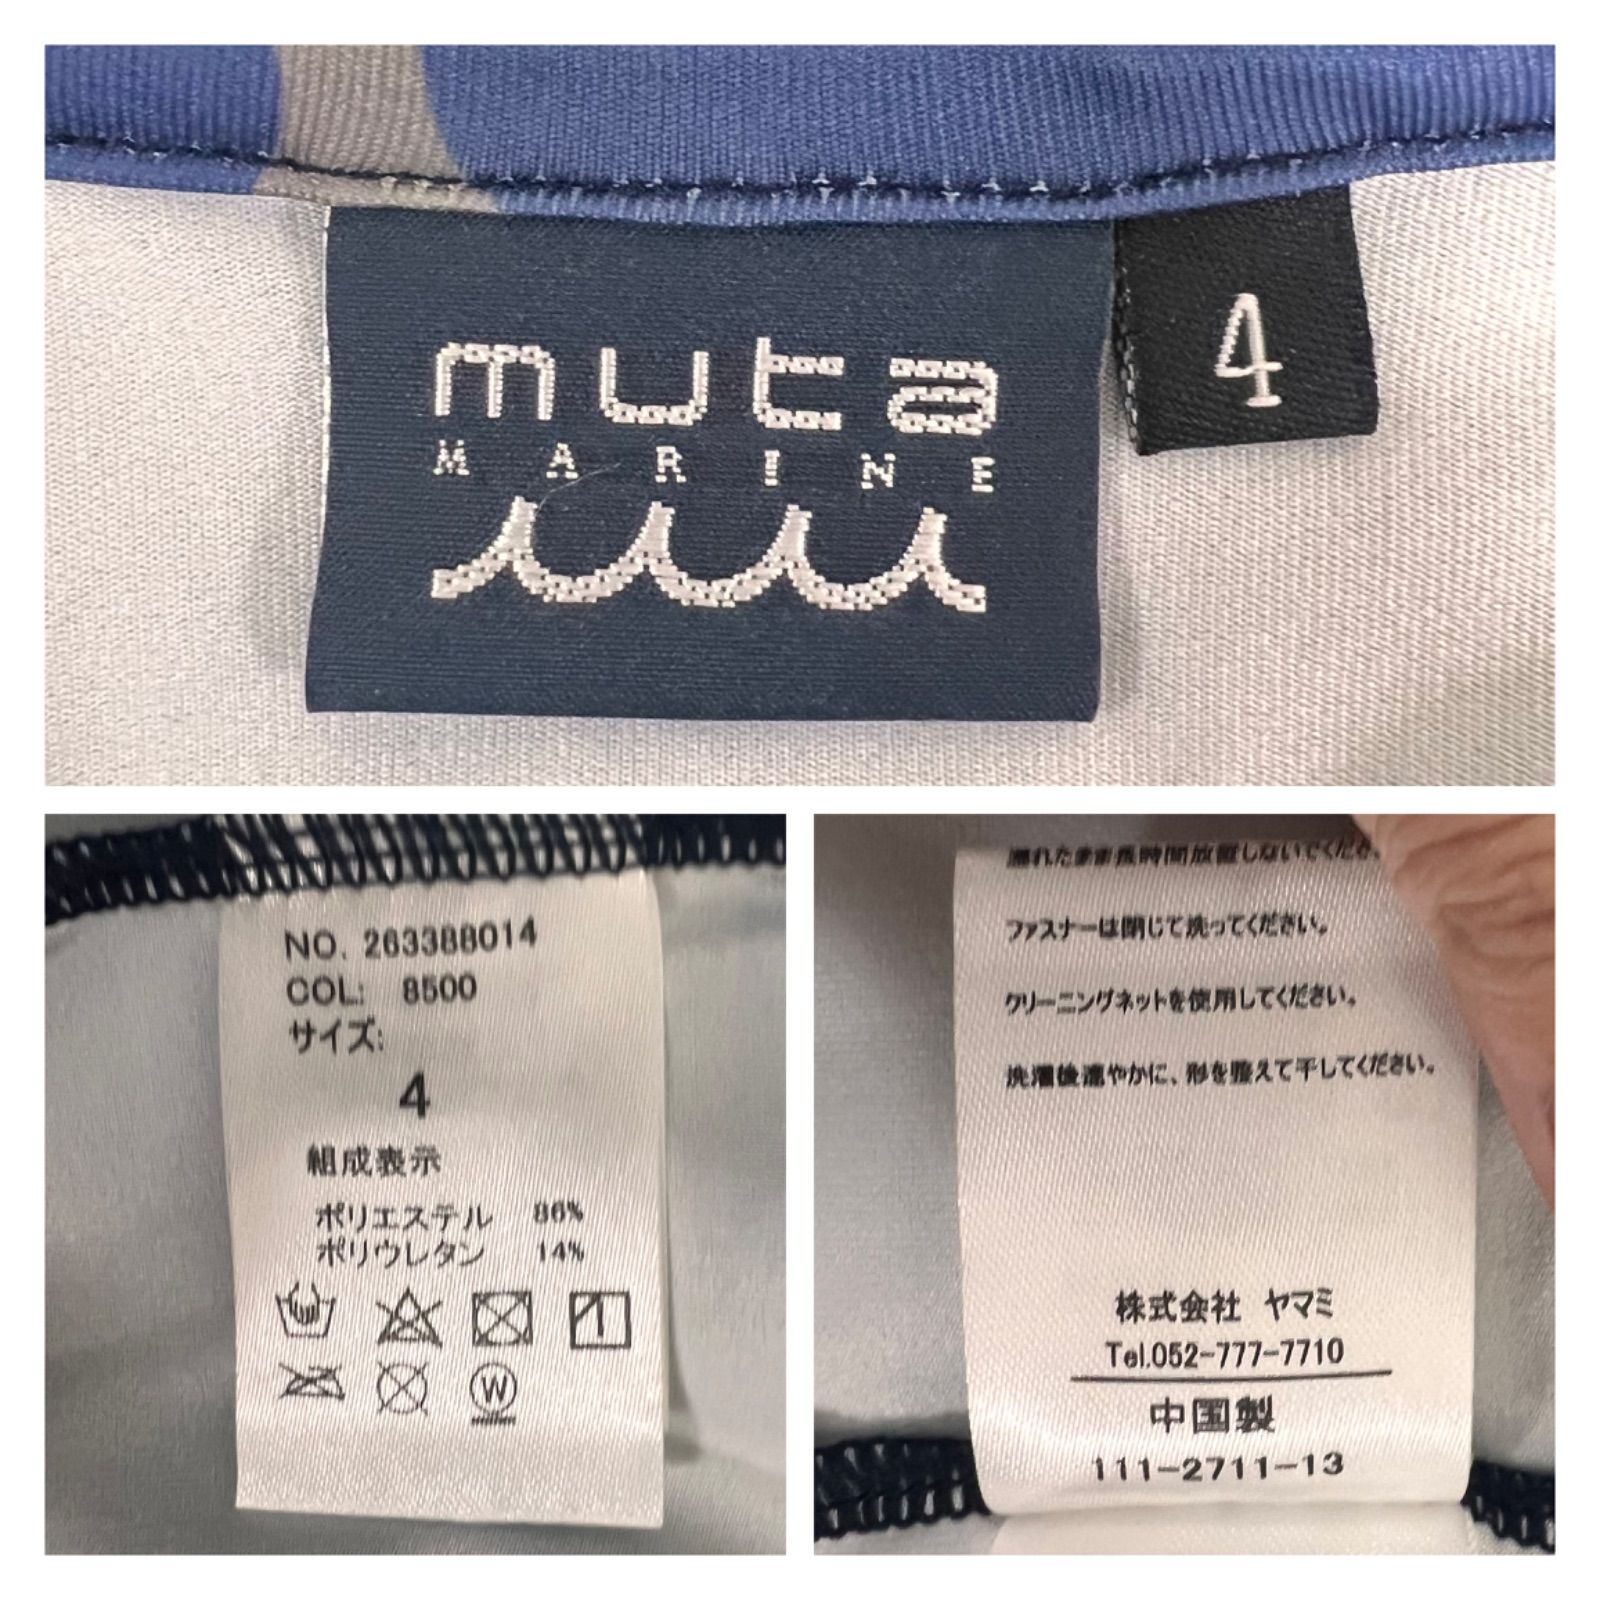 muta
MARINE
4
NO. 263388014
COL: 8500
サイズ:
4
組成表示
ポリエステル 86%
ポリウレタン 14%
W
濡れたまま長時間放置しないでくださ
ファスナーは閉じて洗ってください。
クリーニングネットを使用してください。
洗濯後速やかに、形を整えて干してください。
株式会社 ヤマミ
Tel.052-777-7710
中国製
111-2711-13